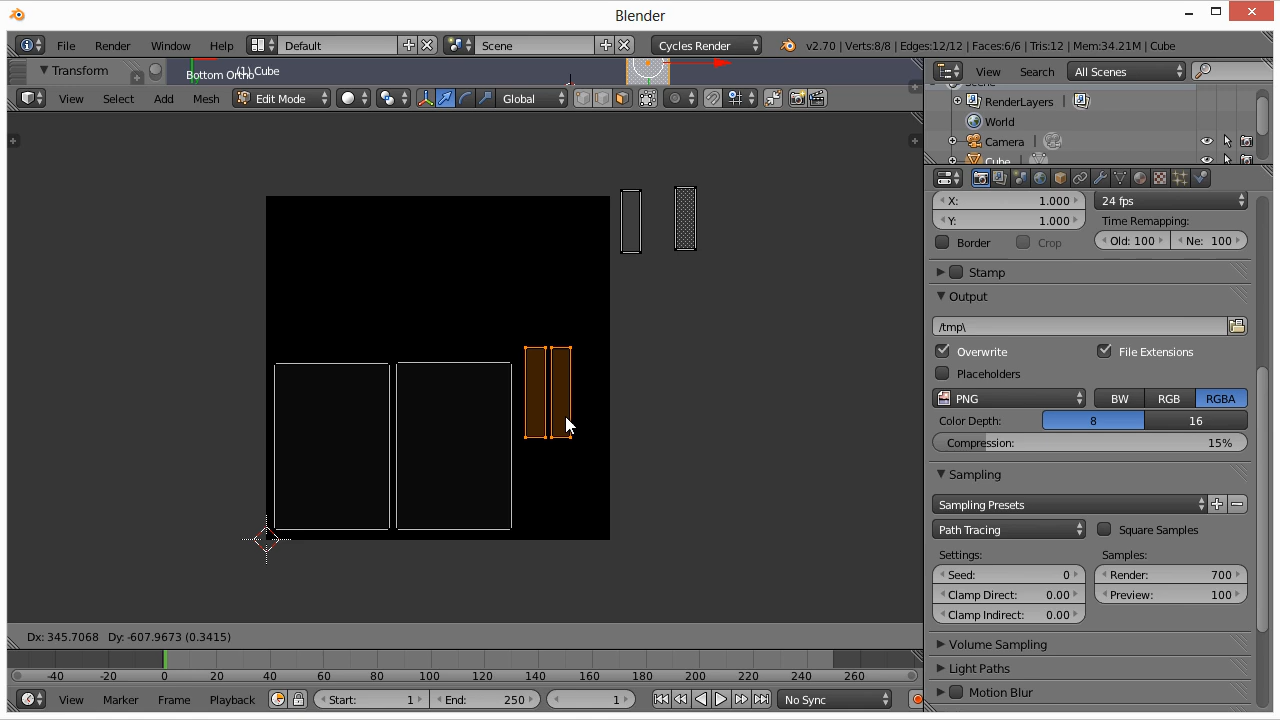 Blender
File Render Window Help Default Scene Cycles Render v2.70 | Verts:8/8 | Edges:12/12 | Faces:6/6 | Tris:12 | Mem:34.21M | Cube
Transform
Bottom Ortho
(1) Cube
View Select Add Mesh Edit Mode Global
View Search All Scenes
Scene
RenderLayers
World
Camera
Cube
X: 1.000
Y: 1.000
24 fps
Time Remapping:
Old: 100 Ne: 100
Border Crop
Stamp
Output
/tmp\
Overwrite File Extensions
Placeholders
PNG BW RGB RGBA
Color Depth: 8 16
Compression: 15%
Sampling
Sampling Presets
Path Tracing Square Samples
Settings: Samples:
Seed: 0 Render: 700
Clamp Direct: 0.00 Preview: 100
Clamp Indirect: 0.00
Volume Sampling
Light Paths
Motion Blur
Dx: 345.7068 Dy: -607.9673 (0.3415)
-40 -20 0 20 40 60 80 100 120 140 160 180 200 220 240 260
View Marker Frame Playback Start: 1 End: 250 1 No Sync